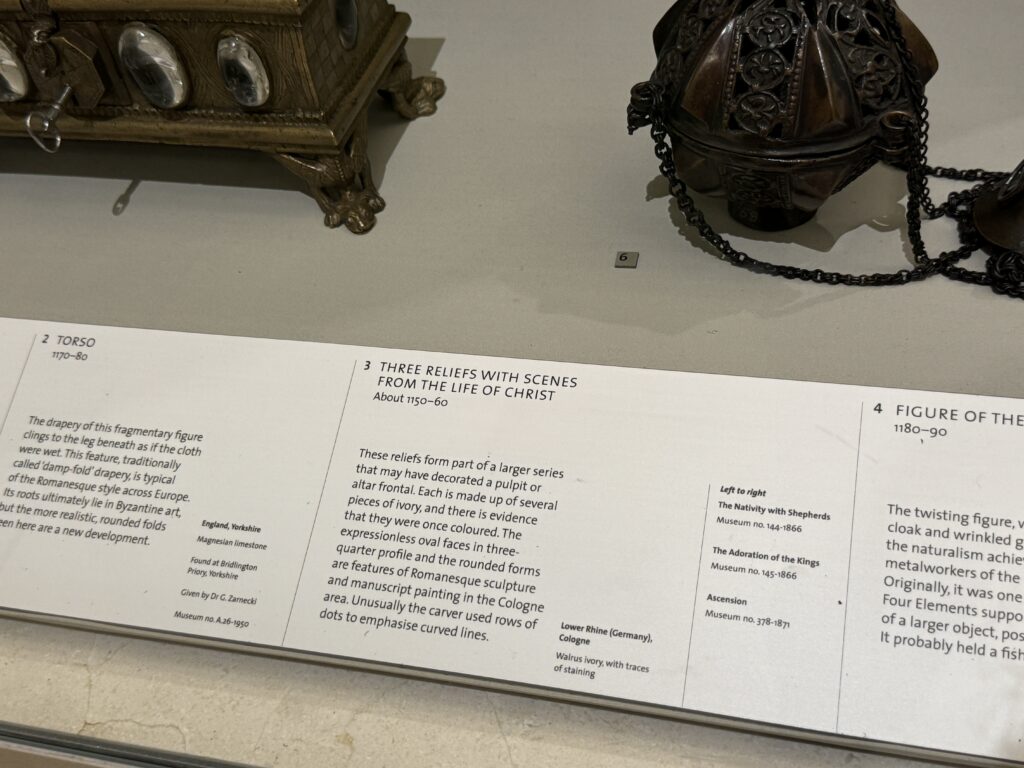 6
2 TORSO
1170–80
The drapery of this fragmentary figure
clings to the leg beneath as if the cloth
were wet. This feature, traditionally
called 'damp-fold' drapery, is typical
of the Romanesque style across Europe.
Its roots ultimately lie in Byzantine art,
but the more realistic, rounded folds
here are a new development.
England, Yorkshire
Magnesian limestone
Found at Bridlington
Priory, Yorkshire
Given by Dr G. Zarnecki
Museum no. A.26-1950
3 THREE RELIEFS WITH SCENES
FROM THE LIFE OF CHRIST
About 1150–60
These reliefs form part of a larger series
that may have decorated a pulpit or
altar frontal. Each is made up of several
pieces of ivory, and there is evidence
that they were once coloured. The
expressionless oval faces in three-
quarter profile and the rounded forms
are features of Romanesque sculpture
and manuscript painting in the Cologne
area. Unusually the carver used rows of
dots to emphasise curved lines.
Lower Rhine (Germany),
Cologne
Walrus ivory, with traces
of staining
Left to right
The Nativity with Shepherds
Museum no. 144-1866
The Adoration of the Kings
Museum no. 145-1866
Ascension
Museum no. 378-1871
4 FIGURE OF THE
1180–90
The twisting figure,
cloak and wrinkled
the naturalism
metalworkers of the
Originally, it was one
Four Elements
of a larger object,
It probably held a